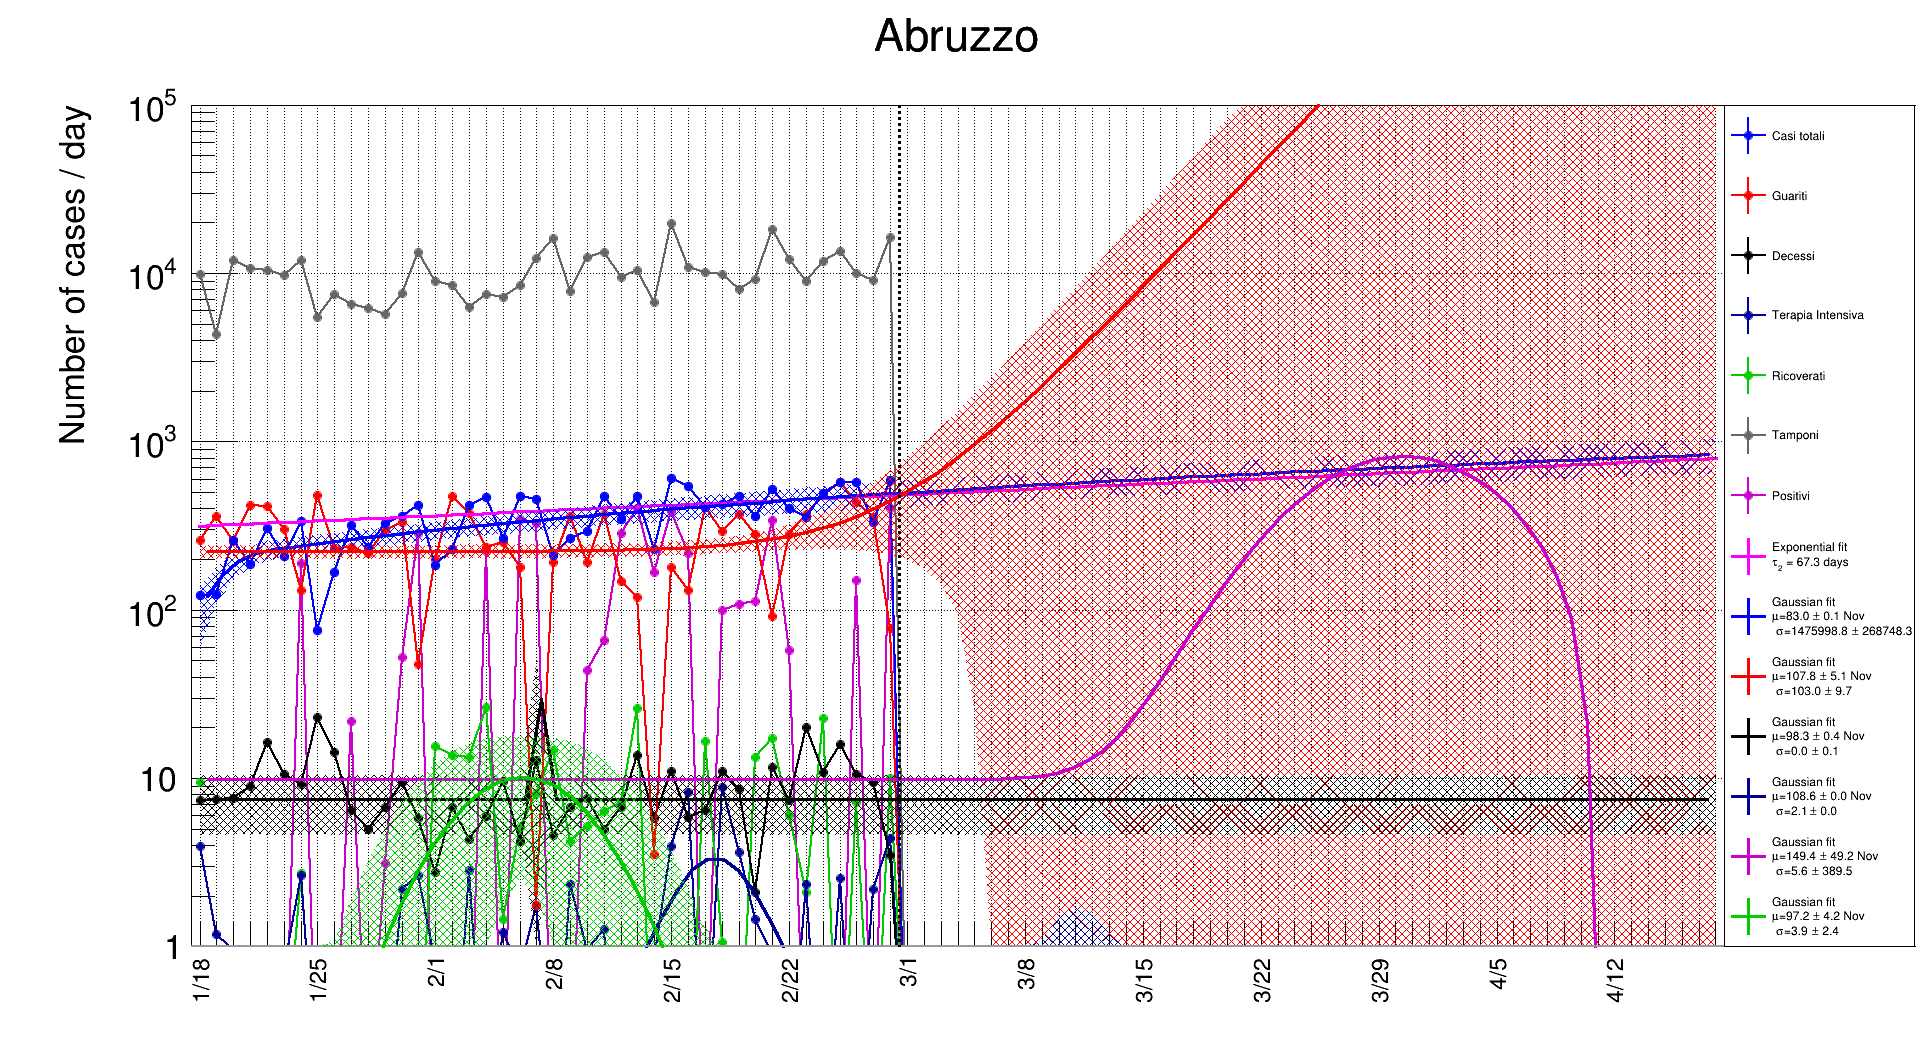 Abruzzo
Number of cases / day
10^5
10^4
10^3
10^2
10
1
1/18
1/25
2/1
2/8
2/15
2/22
3/1
3/8
3/15
3/22
3/29
4/5
4/12
Casi totali
Guariti
Decessi
Terapia Intensiva
Ricoverati
Tamponi
Positivi
Exponential fit
τ_2 = 67.3 days
Gaussian fit
μ=83.0 ± 0.1 Nov
σ=1475998.8 ± 268748.3
Gaussian fit
μ=107.8 ± 5.1 Nov
σ=103.0 ± 9.7
Gaussian fit
μ=98.3 ± 0.4 Nov
σ=0.0 ± 0.1
Gaussian fit
μ=108.6 ± 0.0 Nov
σ=2.1 ± 0.0
Gaussian fit
μ=149.4 ± 49.2 Nov
σ=5.6 ± 389.5
Gaussian fit
μ=97.2 ± 4.2 Nov
σ=3.9 ± 2.4